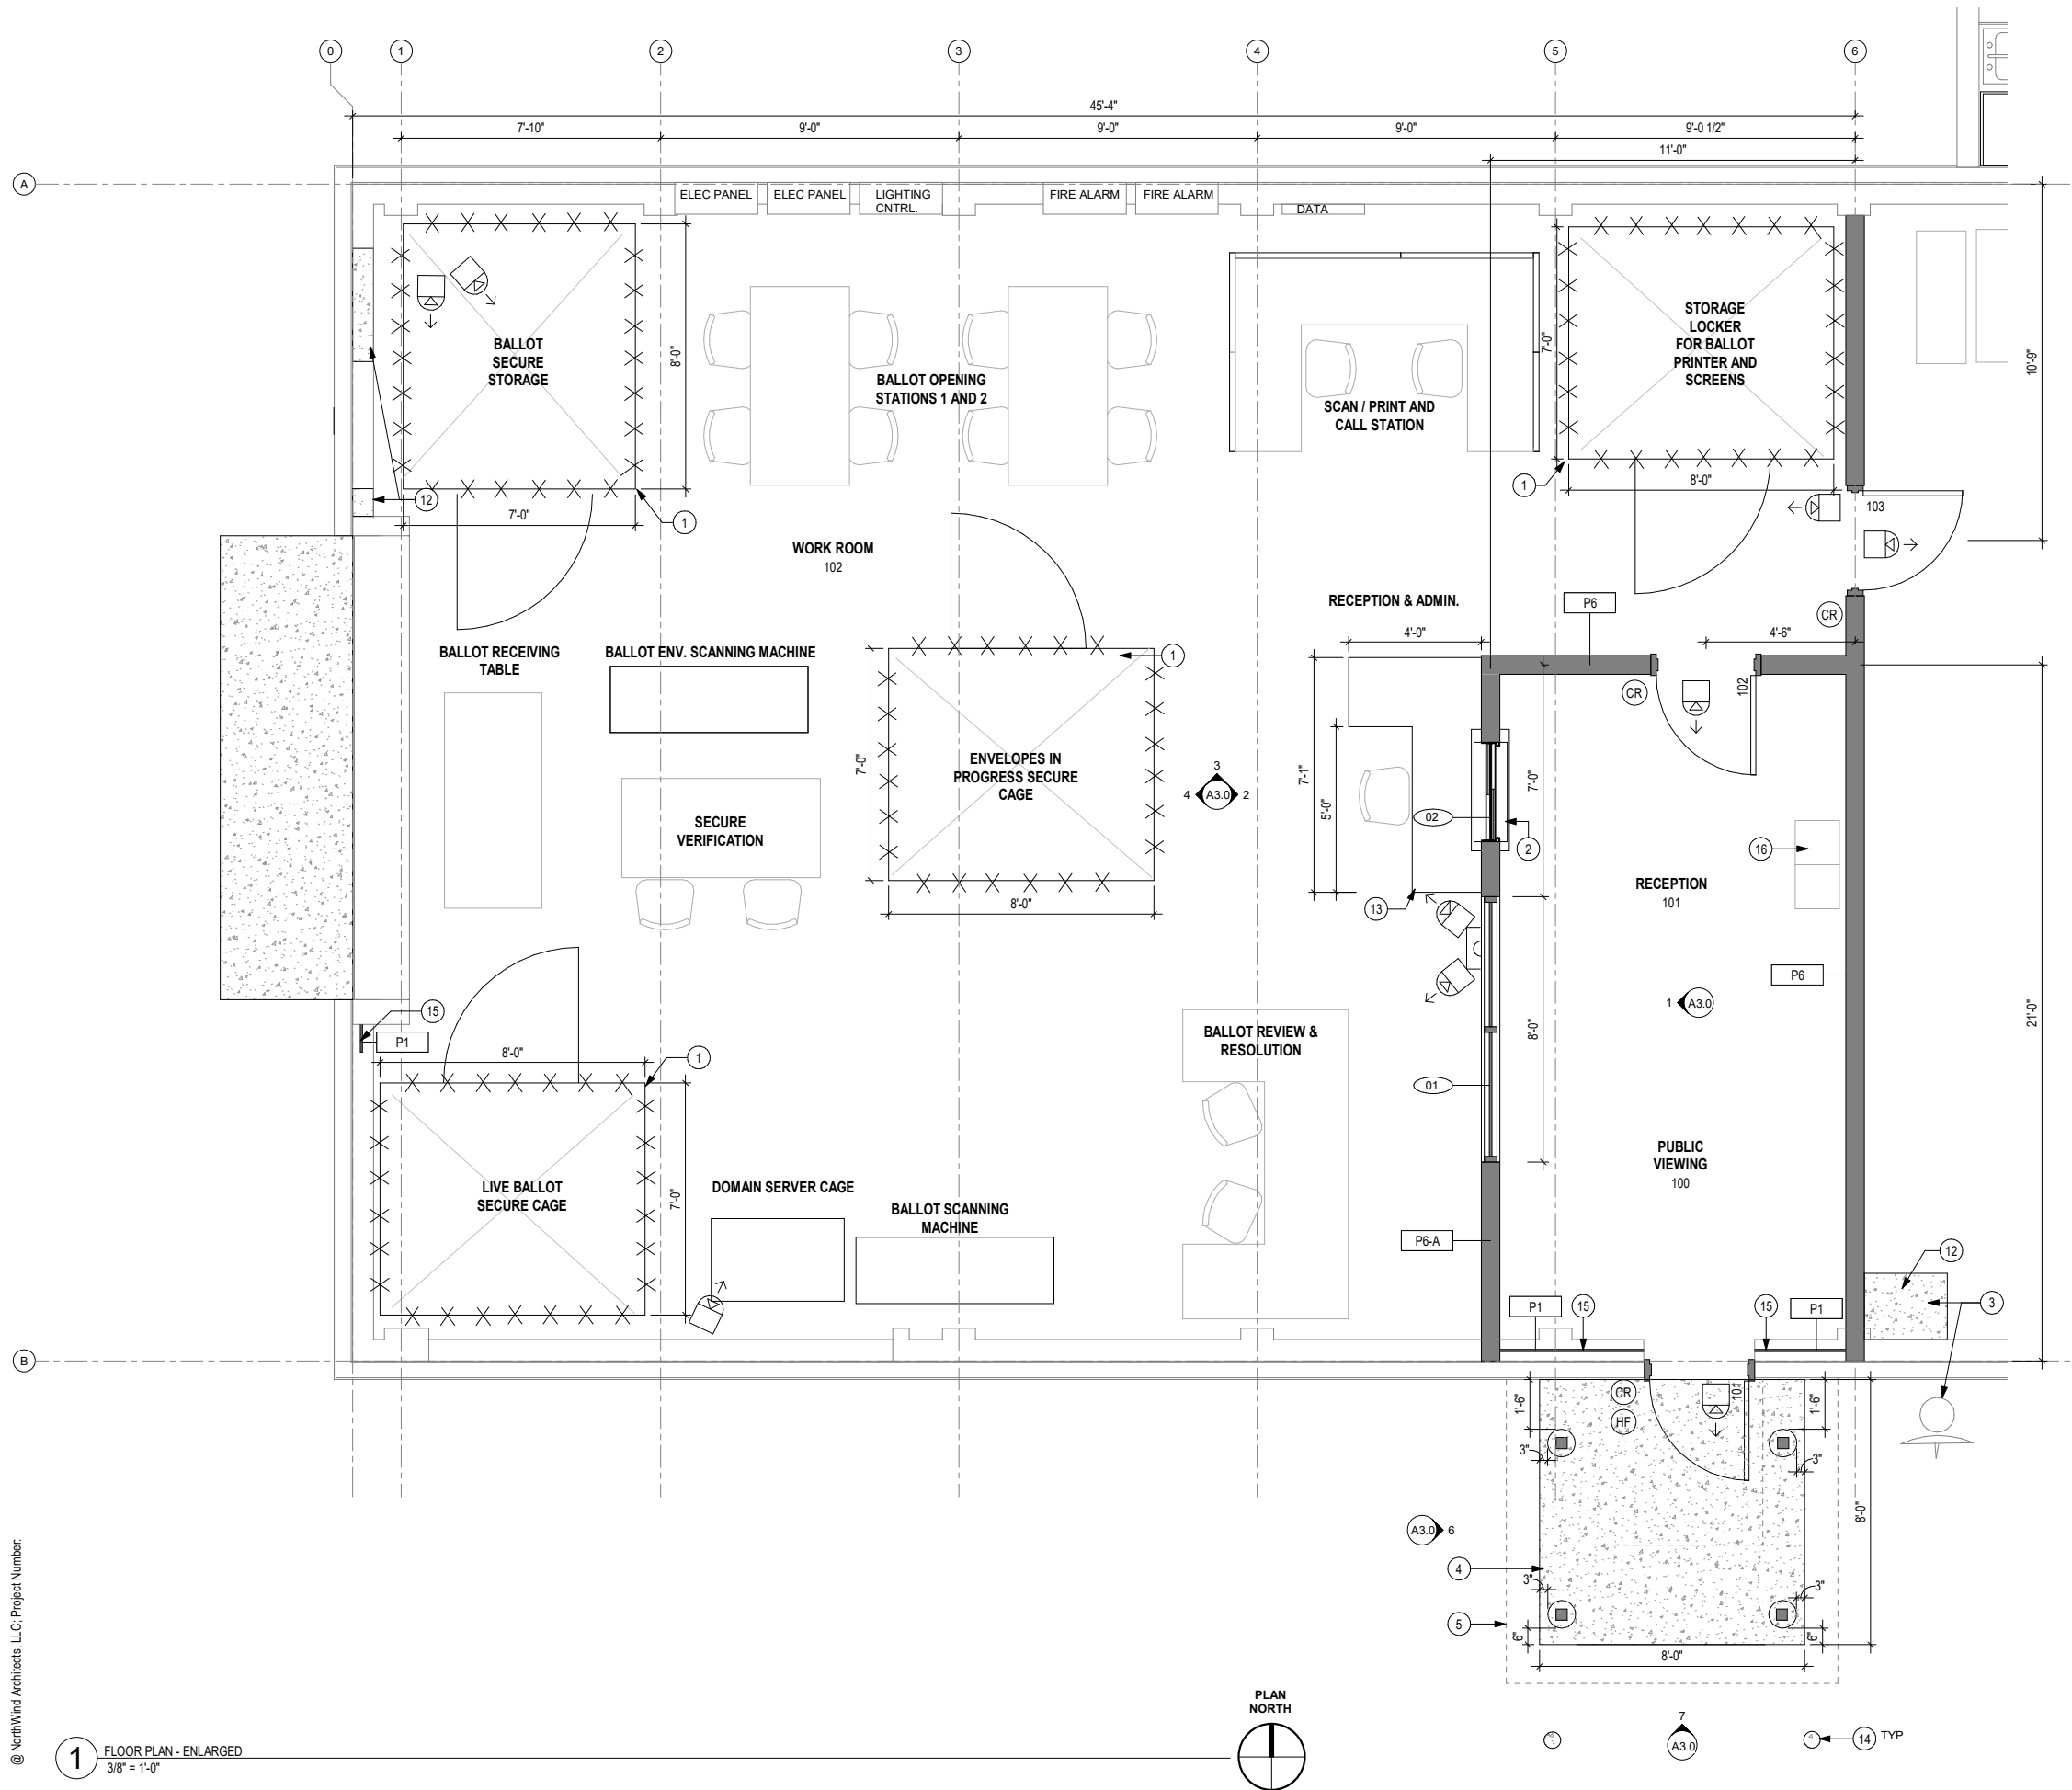 0
1
2
3
4
5
6
45'-4"
7'-10"
9'-0"
9'-0"
9'-0"
9'-0 1/2"
11'-0"
A
ELEC PANEL
ELEC PANEL
LIGHTING
CNTRL.
FIRE ALARM
FIRE ALARM
DATA
BALLOT
SECURE
STORAGE
8'-0"
7'-0"
12
1
BALLOT OPENING
STATIONS 1 AND 2
SCAN / PRINT AND
CALL STATION
7'-0"
STORAGE
LOCKER
FOR BALLOT
PRINTER AND
SCREENS
8'-0"
1
10'-9"
103
WORK ROOM
102
RECEPTION & ADMIN.
P6
CR
4'-0"
4'-6"
BALLOT RECEIVING
TABLE
BALLOT ENV. SCANNING MACHINE
1
CR
102
7'-0"
ENVELOPES IN
PROGRESS SECURE
CAGE
8'-0"
3
4
A3.0
2
7'-1"
5'-0"
7'-0"
02
2
SECURE
VERIFICATION
16
RECEPTION
101
13
P6
1
A3.0
21'-0"
15
P1
8'-0"
1
BALLOT REVIEW &
RESOLUTION
8'-0"
01
LIVE BALLOT
SECURE CAGE
7'-0"
DOMAIN SERVER CAGE
BALLOT SCANNING
MACHINE
PUBLIC
VIEWING
100
P6-A
12
3
P1
15
15
P1
B
1'-6"
CR
HF
101
1'-6"
3"
3"
8'-0"
A3.0
6
4
3"
3"
5
6"
6"
8'-0"
PLAN
NORTH
7
A3.0
14
TYP
1
FLOOR PLAN - ENLARGED
3/8" = 1'-0"
@ NorthWind Architects, LLC; Project Number: